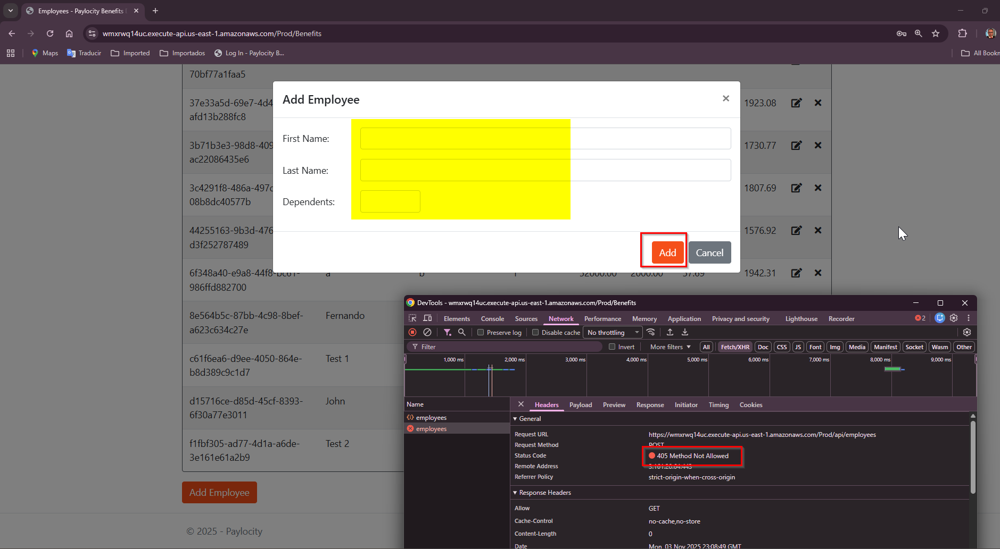 Employees - Paylocity Benefits
wmxrwq14uc.execute-api.us-east-1.amazonaws.com/Prod/Benefits
Maps
Traducir
Imported
Importados
Log In - Paylocity B...
All Bookm
70bf77a1faa5
37e33a5d-69e7-4d4
afd13b288fc8
1923.08
3b71b3e3-98d8-409
ac22086435e6
1730.77
3c4291f8-486a-497c
08b8dc40577b
1807.69
44255163-9b3d-476
d3f252787489
1576.92
Add Employee
First Name:
Last Name:
Dependents:
Add
Cancel
6f348a40-e9a8-44f8-bc61-
986ffd882700
a
b
1
52000.00
2000.00
57.69
1942.31
8e564b5c-87bb-4c98-8bef-
a623c634c27e
Fernando
c61f6ea6-d9ee-4050-864e-
b8d389c9c1d7
Test 1
d15716ce-d85d-45cf-8393-
6f30a77e3011
John
f1fbf305-ad77-4d1a-a6de-
3e161e61a2b9
Test 2
Add Employee
© 2025 - Paylocity
DevTools - wmxrwq14uc.execute-api.us-east-1.amazonaws.com/Prod/Benefits
Elements Console Sources Network Performance Memory Application Privacy and security Lighthouse Recorder 2
Preserve log Disable cache No throttling
Filter Invert More filters All Fetch/XHR Doc CSS JS Font Img Media Manifest Socket Wasm Other
1,000 ms 2,000 ms 3,000 ms 4,000 ms 5,000 ms 6,000 ms 7,000 ms 8,000 ms 9,000 ms
Name
employees
employees
Headers Payload Preview Response Initiator Timing Cookies
General
Request URL https://wmxrwq14uc.execute-api.us-east-1.amazonaws.com/Prod/api/employees
Request Method POST
Status Code 405 Method Not Allowed
Remote Address
Referrer Policy strict-origin-when-cross-origin
Response Headers
Allow GET
Cache-Control no-cache,no-store
Content-Length 0
Date Mon, 03 Nov 2025 23:08:49 GMT